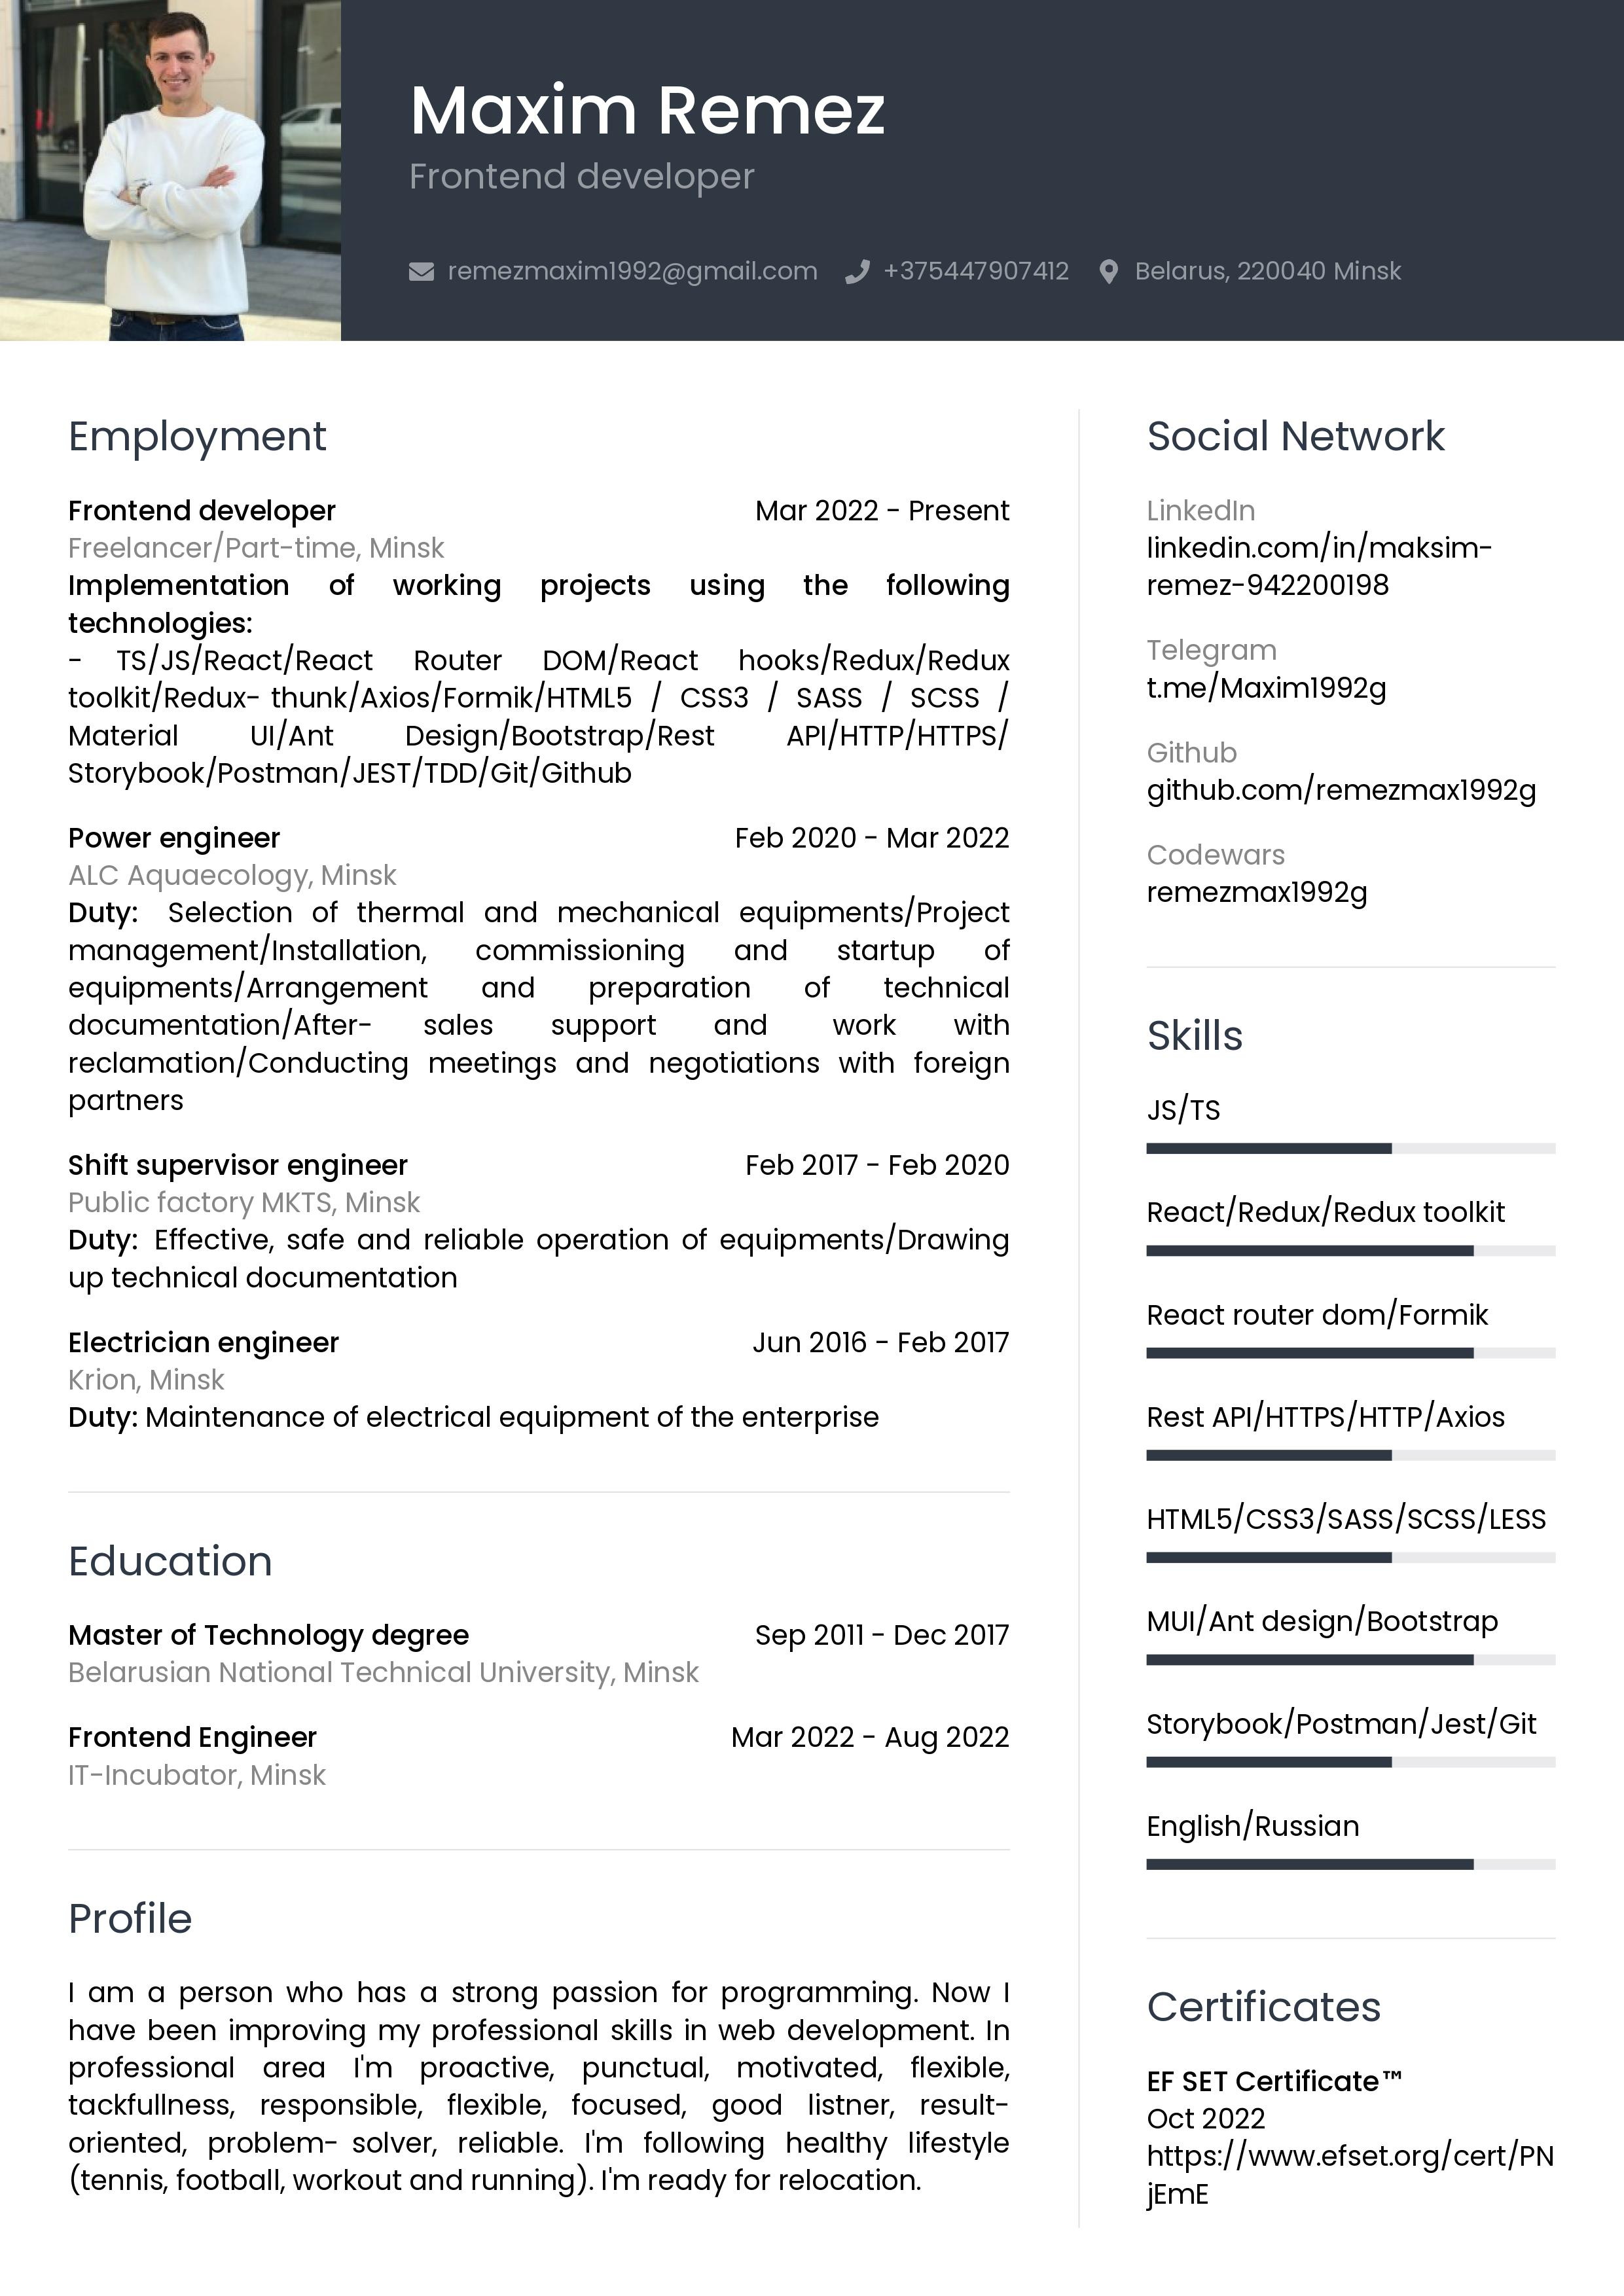 Maxim Remez
Frontend developer
remezmaxim1992@gmail.com +375447907412 Belarus, 220040 Minsk
Employment
Frontend developer Mar 2022 - Present
Freelancer/Part-time, Minsk
Implementation of working projects using the following
technologies:
- TS/JS/React/React Router DOM/React hooks/Redux/Redux
toolkit/Redux- thunk/Axios/Formik/HTML5 / CSS3 / SASS / SCSS /
Material UI/Ant Design/Bootstrap/Rest API/HTTP/HTTPS/
Storybook/Postman/JEST/TDD/Git/Github
Power engineer Feb 2020 - Mar 2022
ALC Aquaecology, Minsk
Duty: Selection of thermal and mechanical equipments/Project
management/Installation, commissioning and startup of
equipments/Arrangement and preparation of technical
documentation/After- sales support and work with
reclamation/Conducting meetings and negotiations with foreign
partners
Shift supervisor engineer Feb 2017 - Feb 2020
Public factory MKTS, Minsk
Duty: Effective, safe and reliable operation of equipments/Drawing
up technical documentation
Electrician engineer Jun 2016 - Feb 2017
Krion, Minsk
Duty: Maintenance of electrical equipment of the enterprise
Education
Master of Technology degree Sep 2011 - Dec 2017
Belarusian National Technical University, Minsk
Frontend Engineer Mar 2022 - Aug 2022
IT-Incubator, Minsk
Profile
I am a person who has a strong passion for programming. Now I
have been improving my professional skills in web development. In
professional area I'm proactive, punctual, motivated, flexible,
tackfullness, responsible, flexible, focused, good listner, result-
oriented, problem- solver, reliable. I'm following healthy lifestyle
(tennis, football, workout and running). I'm ready for relocation.
Social Network
LinkedIn
linkedin.com/in/maksim-
remez-942200198
Telegram
t.me/Maxim1992g
Github
github.com/remezmax1992g
Codewars
remezmax1992g
Skills
JS/TS
React/Redux/Redux toolkit
React router dom/Formik
Rest API/HTTPS/HTTP/Axios
HTML5/CSS3/SASS/SCSS/LESS
MUI/Ant design/Bootstrap
Storybook/Postman/Jest/Git
English/Russian
Certificates
EF SET Certificate™
Oct 2022
https://www.efset.org/cert/PN
jEmE